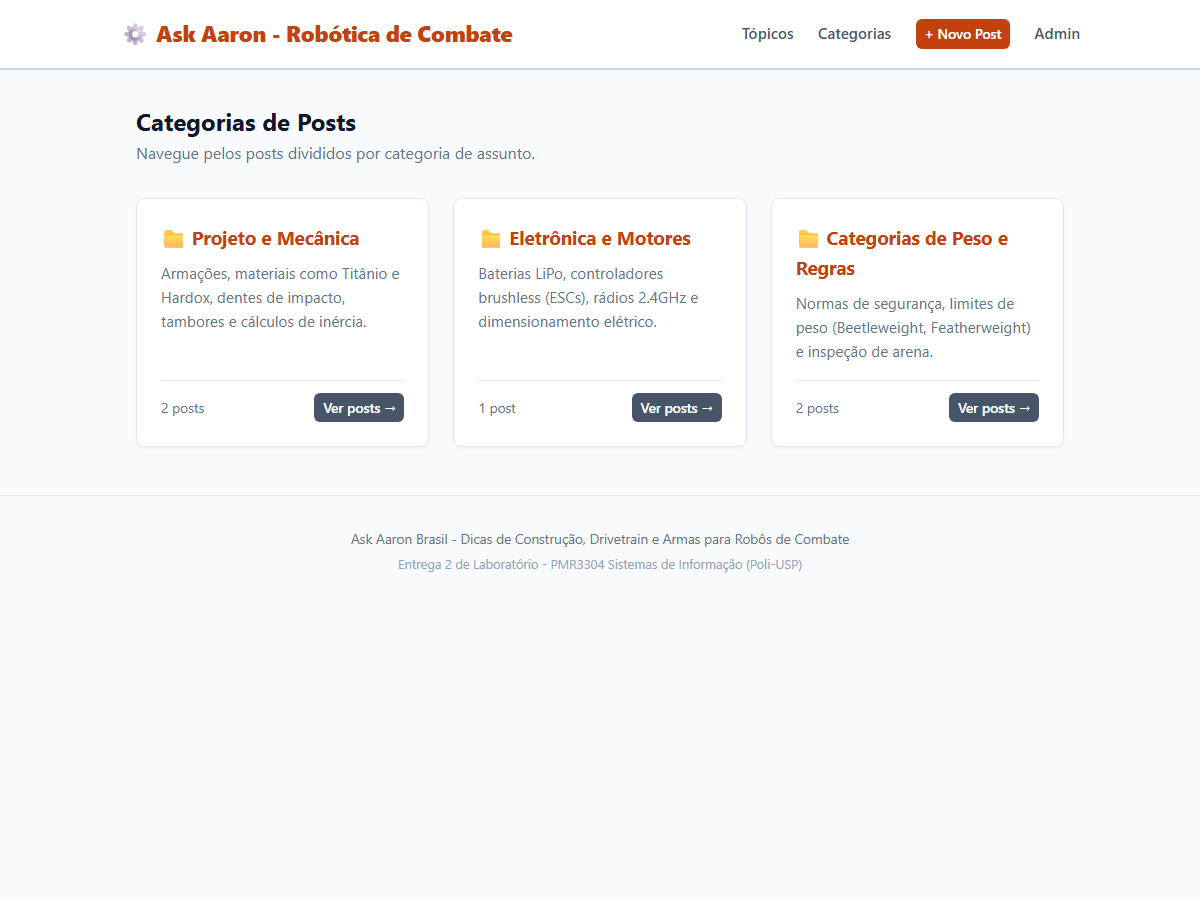 Ask Aaron - Robótica de Combate
Tópicos
Categorias
+ Novo Post
Admin
Categorias de Posts
Navegue pelos posts divididos por categoria de assunto.
Projeto e Mecânica
Armações, materiais como Titânio e
Hardox, dentes de impacto,
tambores e cálculos de inércia.
2 posts
Ver posts →
Eletrônica e Motores
Baterias LiPo, controladores
brushless (ESCs), rádios 2.4GHz e
dimensionamento elétrico.
1 post
Ver posts →
Categorias de Peso e
Regras
Normas de segurança, limites de
peso (Beetleweight, Featherweight)
e inspeção de arena.
2 posts
Ver posts →
Ask Aaron Brasil - Dicas de Construção, Drivetrain e Armas para Robôs de Combate
Entrega 2 de Laboratório - PMR3304 Sistemas de Informação (Poli-USP)